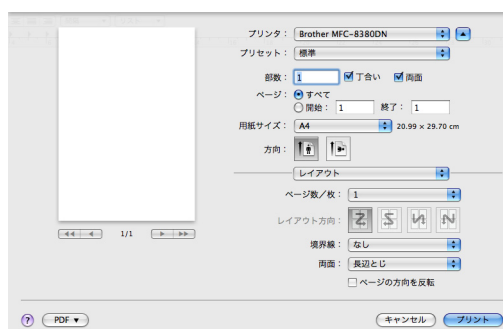 プリンタ： Brother MFC-8380DN
プリセット： 標準
部数： 1 丁合い 両面
ページ： すべて
開始： 1 終了： 1
用紙サイズ： A4 20.99 × 29.70 cm
方向：
レイアウト
ページ数／枚： 1
レイアウト方向：
境界線： なし
両面： 長辺とじ
ページの方向を反転
1/1
? PDF ▼ キャンセル プリント